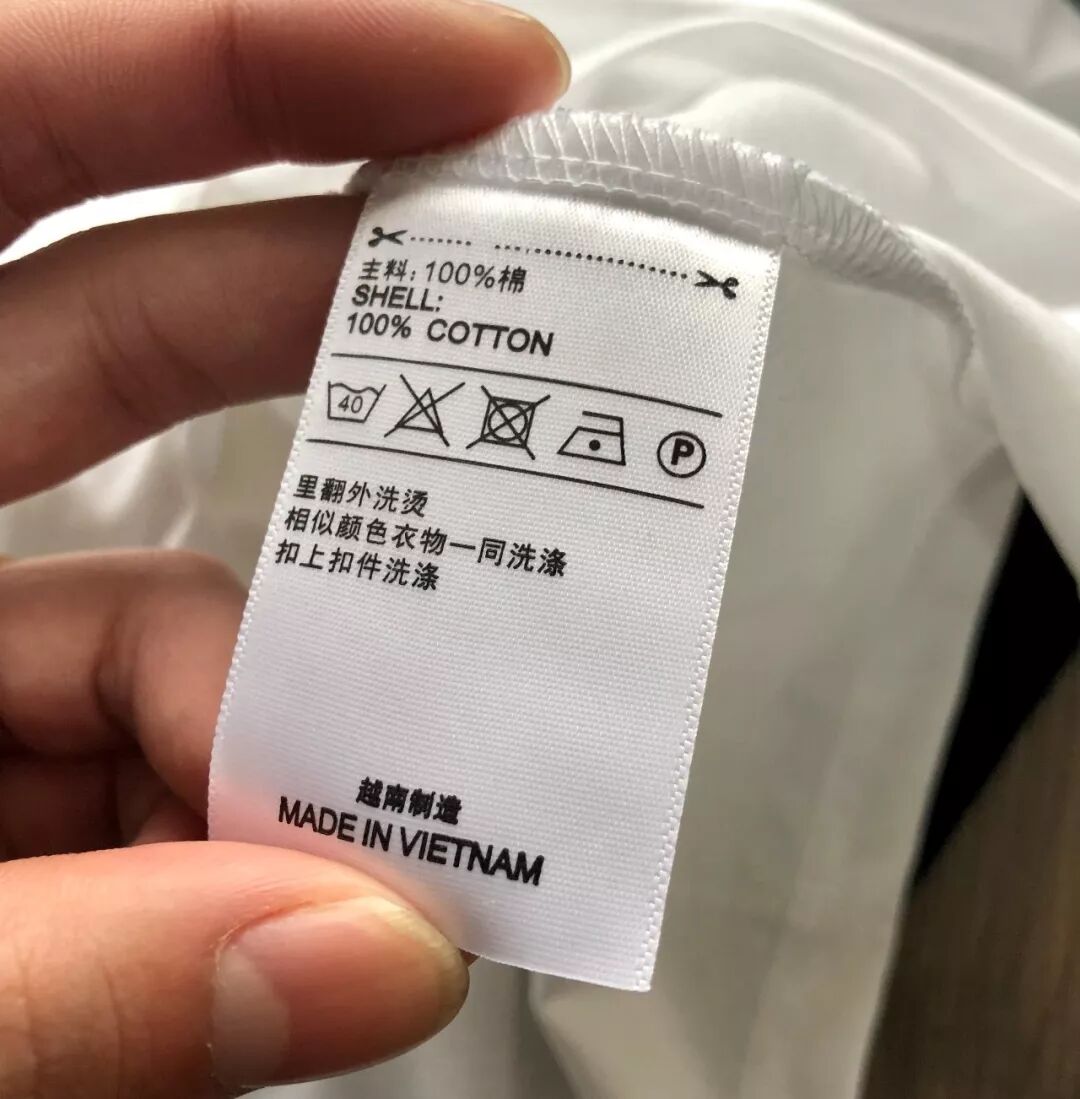 主料: 100%棉
SHELL:
100% COTTON
40
P
里翻外洗烫
相似颜色衣物一同洗涤
扣上扣件洗涤
越南制造
MADE IN VIETNAM